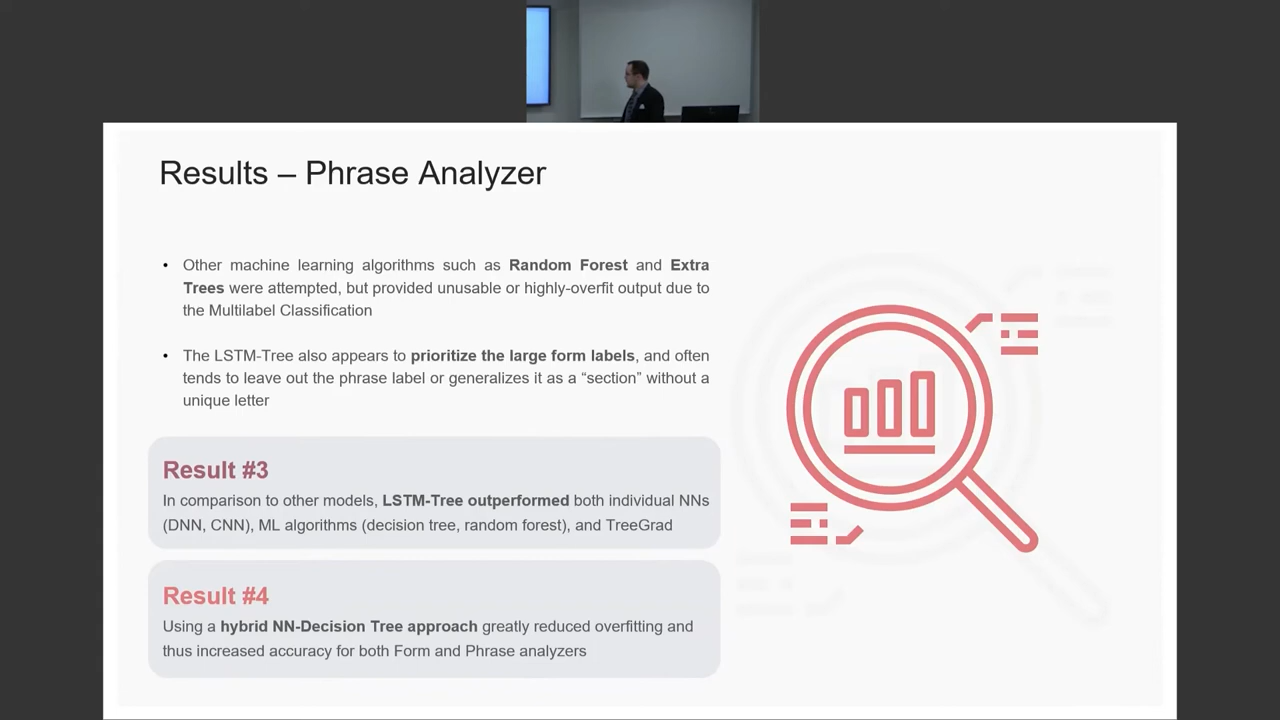 Results – Phrase Analyzer
• Other machine learning algorithms such as Random Forest and Extra
Trees were attempted, but provided unusable or highly-overfit output due to
the Multilabel Classification
• The LSTM-Tree also appears to prioritize the large form labels, and often
tends to leave out the phrase label or generalizes it as a “section” without a
unique letter
Result #3
In comparison to other models, LSTM-Tree outperformed both individual NNs
(DNN, CNN), ML algorithms (decision tree, random forest), and TreeGrad
Result #4
Using a hybrid NN-Decision Tree approach greatly reduced overfitting and
thus increased accuracy for both Form and Phrase analyzers